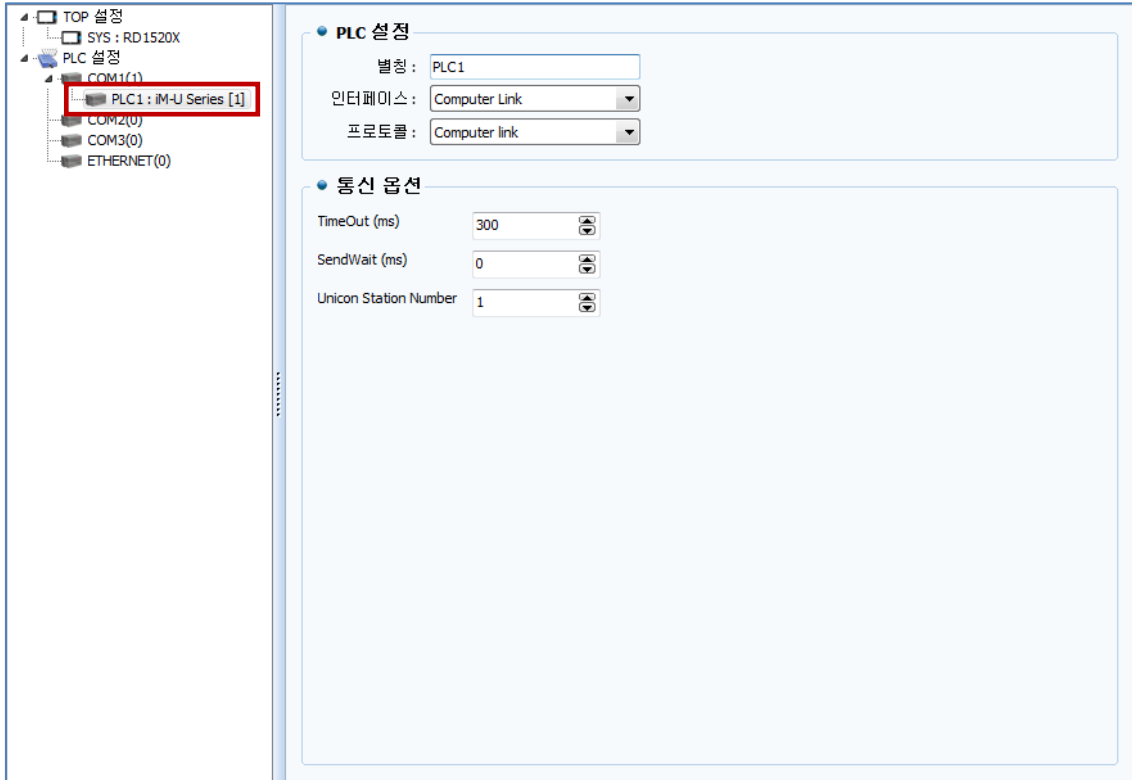 TOP 설정
SYS : RD1520X
PLC 설정
COM1(1)
PLC1 : iM-U Series [1]
COM2(0)
COM3(0)
ETHERNET(0)
PLC 설정
별칭 : PLC1
인터페이스 : Computer Link
프로토콜 : Computer link
통신 옵션
TimeOut (ms) 300
SendWait (ms) 0
Unicon Station Number 1